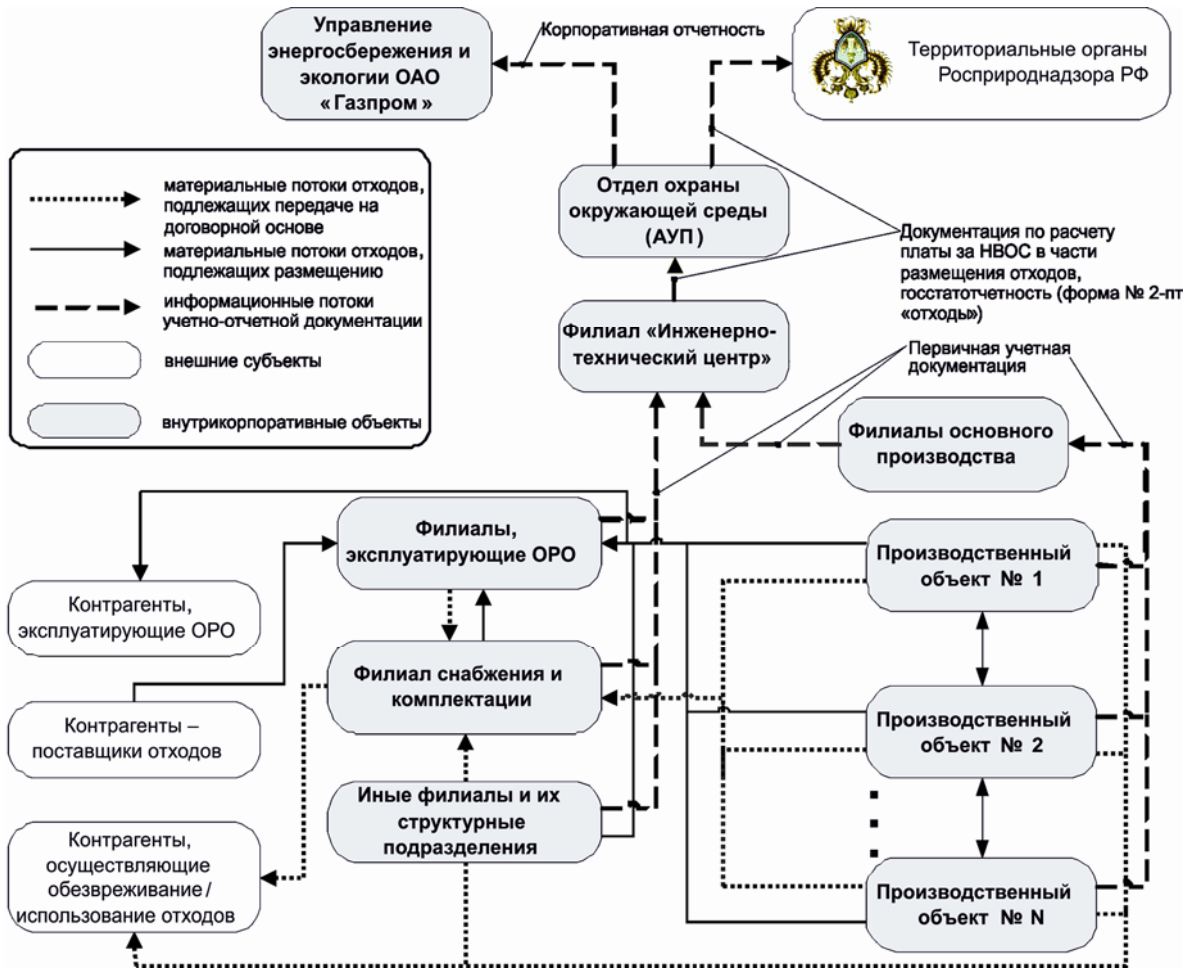 Управление
энергосбережения и
экологии ОАО
«Газпром»
Корпоративная отчетность
Территориальные органы
Росприроднадзора РФ
материальные потоки отходов,
подлежащих передаче на
договорной основе
материальные потоки отходов,
подлежащих размещению
информационные потоки
учетно-отчетной документации
внешние субъекты
внутрикорпоративные объекты
Отдел охраны
окружающей среды
(АУП)
Документация по расчету
платы за НВОС в части
размещения отходов,
госстатотчетность (форма № 2-пт
«отходы»)
Филиал «Инженерно-
технический центр»
Первичная учетная
документация
Филиалы основного
производства
Филиалы,
эксплуатирующие ОРО
Производственный
объект № 1
Контрагенты,
эксплуатирующие ОРО
Филиал снабжения и
комплектации
Контрагенты –
поставщики отходов
Производственный
объект № 2
Иные филиалы и их
структурные
подразделения
Контрагенты,
осуществляющие
обезвреживание/
использование отходов
Производственный
объект № N